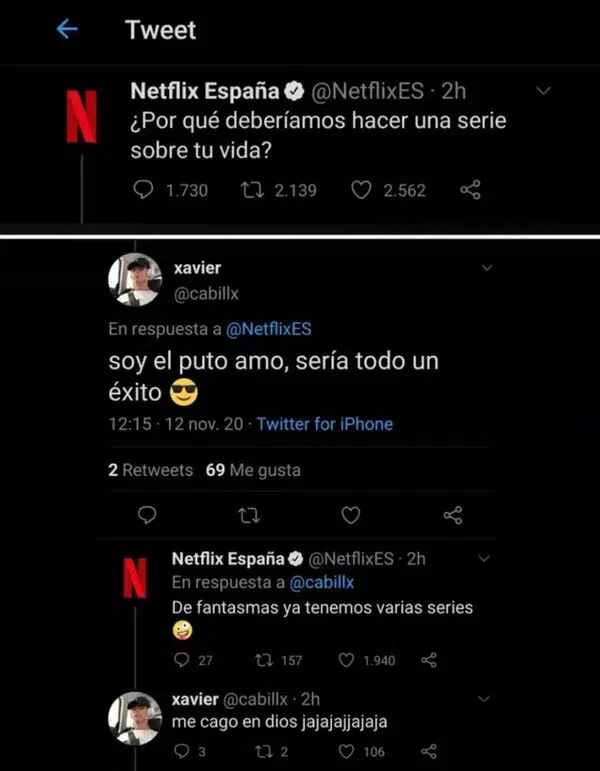 Tweet
Netflix España @NetflixES · 2h
¿Por qué deberíamos hacer una serie
sobre tu vida?
1.730 2.139 2.562
xavier
@cabillx
En respuesta a @NetflixES
soy el puto amo, sería todo un
éxito 😎
12:15 · 12 nov. 20 · Twitter for iPhone
2 Retweets 69 Me gusta
Netflix España @NetflixES · 2h
En respuesta a @cabillx
De fantasmas ya tenemos varias series
🤪
27 157 1.940
xavier @cabillx · 2h
me cago en dios jajajajjajaja
3 2 106